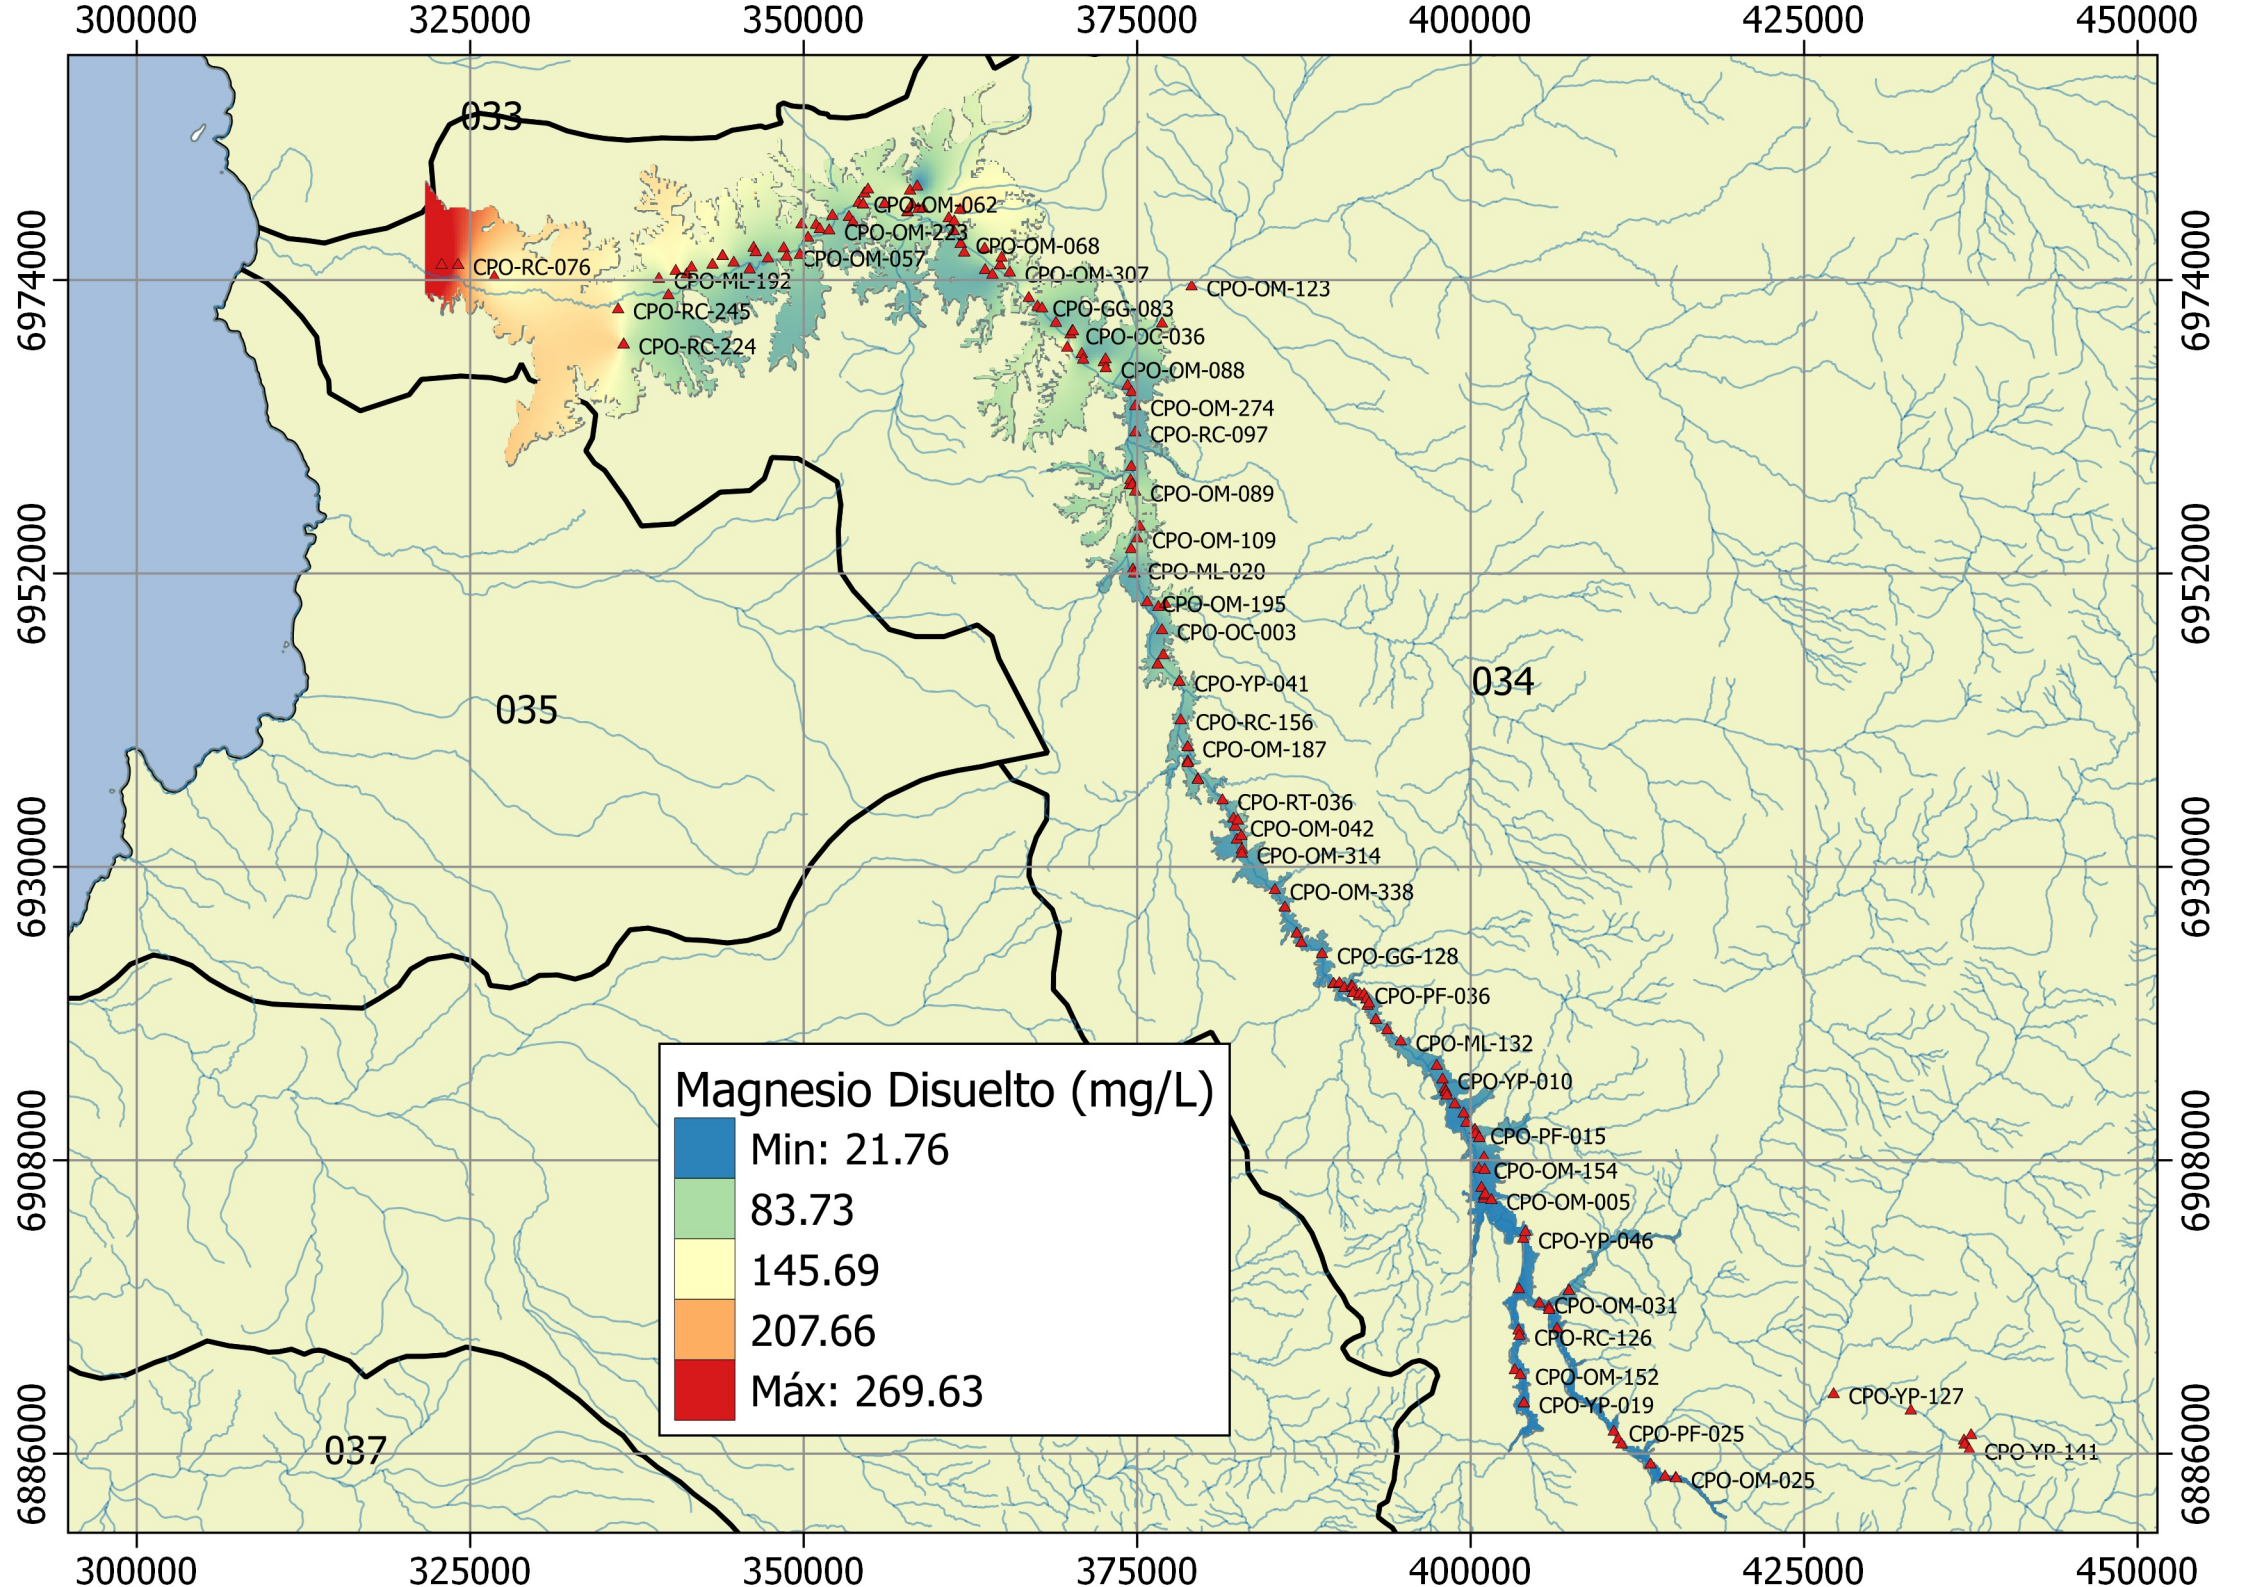 300000 325000 350000 375000 400000 425000 450000
033
CPO-OM-062
CPO-OM-223
CPO-OM-068
CPO-OM-057
CPO-RC-076
CPO-OM-307
CPO-ML-192
CPO-OM-123
CPO-RC-245
CPO-GG-083
CPO-OC-036
CPO-RC-224
CPO-OM-088
CPO-OM-274
CPO-RC-097
CPO-OM-089
CPO-OM-109
CPO-ML-020
CPO-OM-195
CPO-OC-003
CPO-YP-041
034
035
CPO-RC-156
CPO-OM-187
CPO-RT-036
CPO-OM-042
CPO-OM-314
CPO-OM-338
CPO-GG-128
CPO-PF-036
CPO-ML-132
CPO-YP-010
CPO-PF-015
CPO-OM-154
CPO-OM-005
CPO-YP-046
CPO-OM-031
CPO-RC-126
CPO-OM-152
CPO-YP-127
CPO-YP-019
CPO-PF-025
037
CPO-YP-141
CPO-OM-025
Magnesio Disuelto (mg/L)
Min: 21.76
83.73
145.69
207.66
Máx: 269.63
6974000
6952000
6930000
6908000
6886000
6974000
6952000
6930000
6908000
6886000
300000 325000 350000 375000 400000 425000 450000